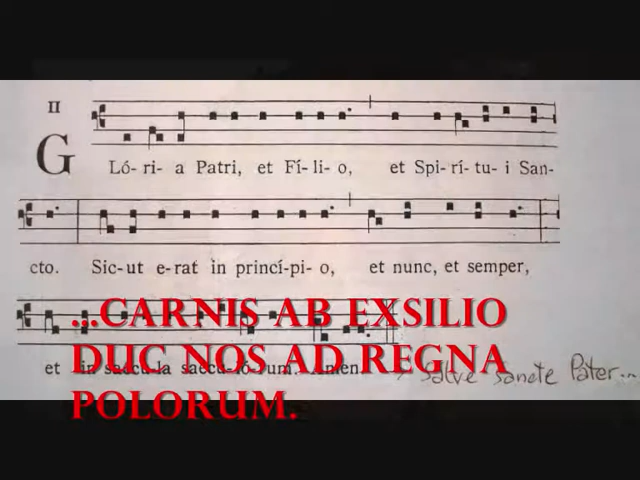 II
GLó- ri- a Patri, et Fí- li- o, et Spi- rí- tu- i San-
cto. Sic-ut e-rat in princí-pi- o, et nunc, et semper,
et in saecu-la saecu-ló-rum. Amen.
Salve Sancte Pater...
...CARNIS AB EXSILIO
DUC NOS AD REGNA
POLORUM.